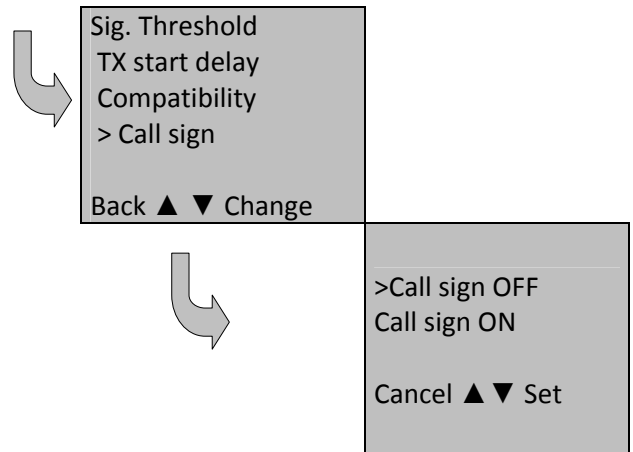 Sig. Threshold
TX start delay
Compatibility
> Call sign
Back ▲ ▼ Change
>Call sign OFF
Call sign ON
Cancel ▲ ▼ Set